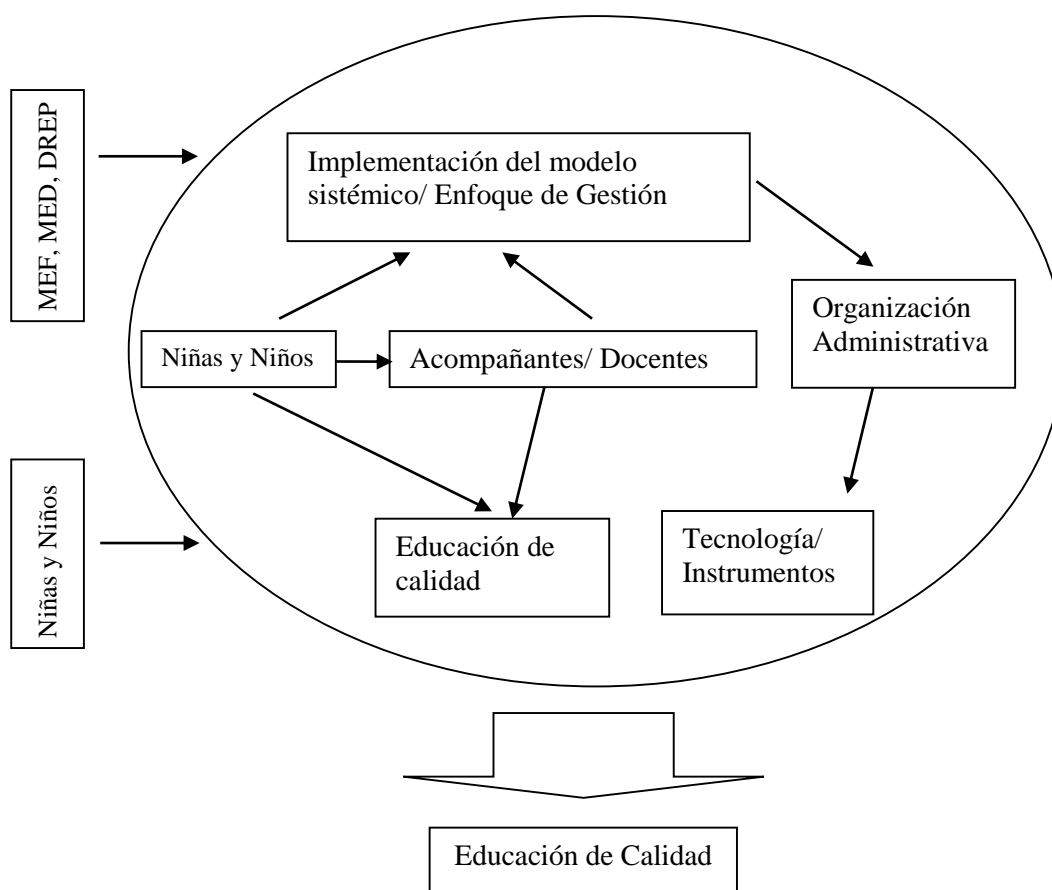 MEF, MED, DREP
Implementación del modelo
sistémico/ Enfoque de Gestión
Organización
Administrativa
Niñas y Niños
Acompañantes/ Docentes
Niñas y Niños
Educación de
calidad
Tecnología/
Instrumentos
Educación de Calidad